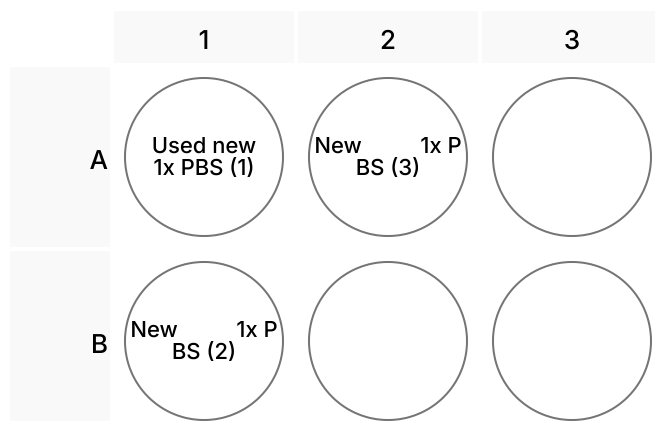 1 2 3
A
Used new
1x PBS (1)
New 1x P
BS (3)
B
New 1x P
BS (2)